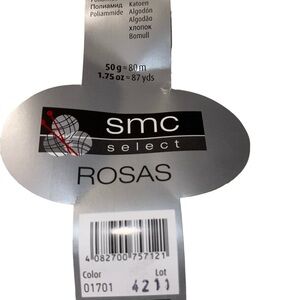 Полиамид
Poliammide
Katoen
Algodón
Algodão
хлопок
Bomull
50 g ≈ 80 m
1.75 oz ≈ 87 yds
smc
select
ROSAS
4 082700 757121
Color Lot
01701 4211